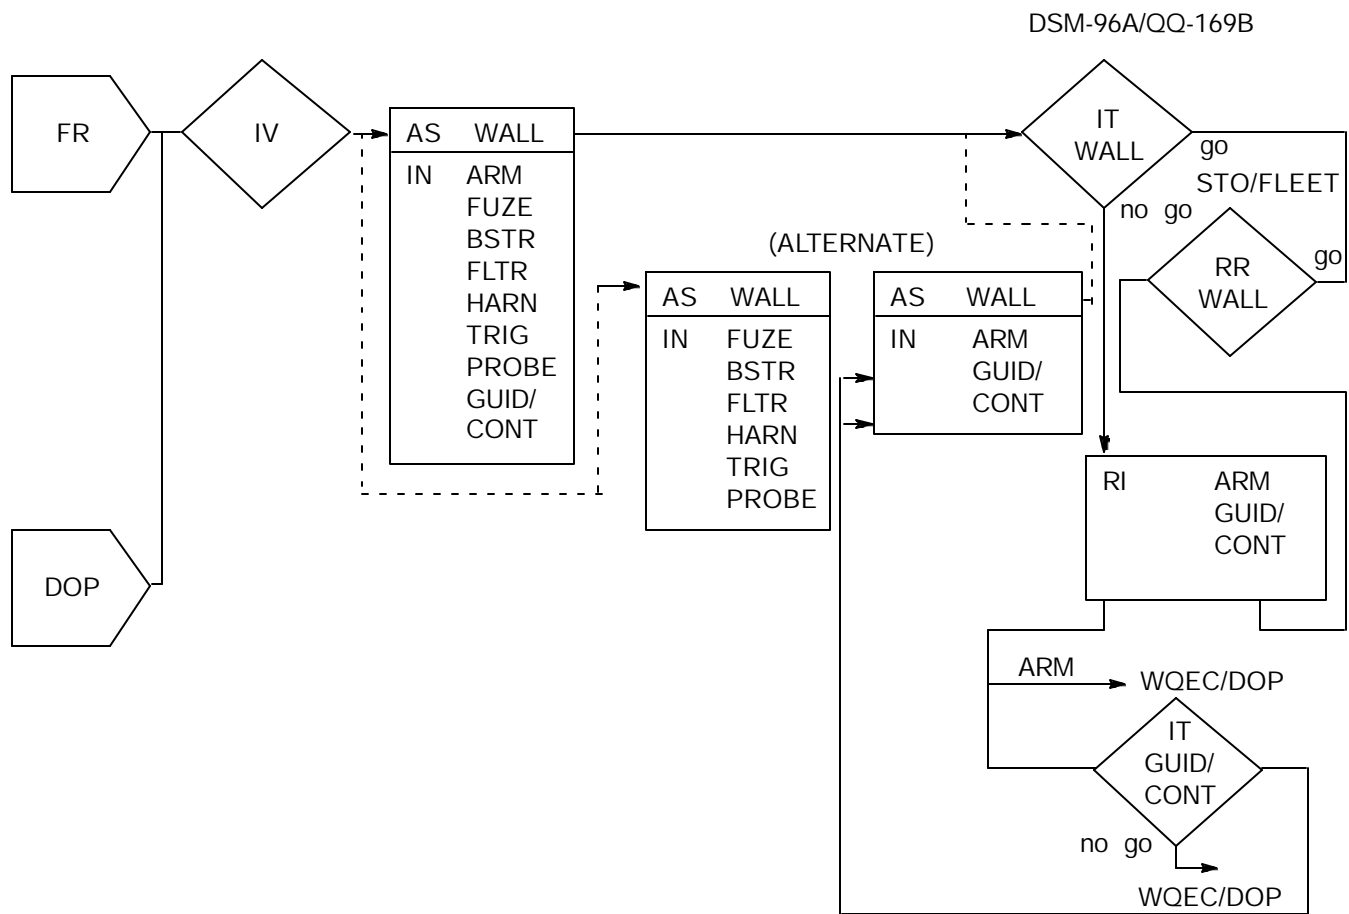 DSM-96A/QQ-169B
FR
IV
AS WALL
IN ARM
FUZE
BSTR
FLTR
HARN
TRIG
PROBE
GUID/
CONT
IT
WALL
go
STO/FLEET
no go
RR
WALL
go
(ALTERNATE)
AS WALL
IN FUZE
BSTR
FLTR
HARN
TRIG
PROBE
AS WALL
IN ARM
GUID/
CONT
RI ARM
GUID/
CONT
DOP
ARM
WQEC/DOP
IT
GUID/
CONT
no go
WQEC/DOP